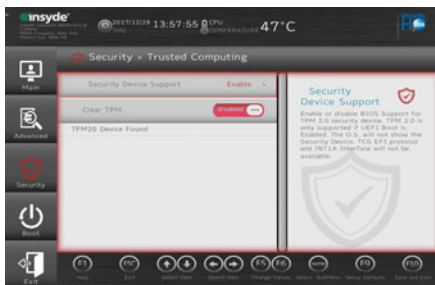 insyde
2017/12/28 13:57:55 CPU
THU TEMPERATURE 47°C
Security > Trusted Computing
Main
Advanced
Security
Boot
Exit
Security Device Support Enable >
Clear TPM Disabled
TPM20 Device Found
Security
Device Support
Enable or disable BIOS Support for
TPM 2.0 security device. TPM 2.0 is
only supported if UEFI Boot is
Enabled. The O.S. will not show the
Security Device. TCG EFI protocol
and INT1A Interface will not be
available.
F1 ESC F5 F6 F9 F10
Help Exit Select Item Select Item Change Values Select SubMenu Setup Defaults Save and Exit